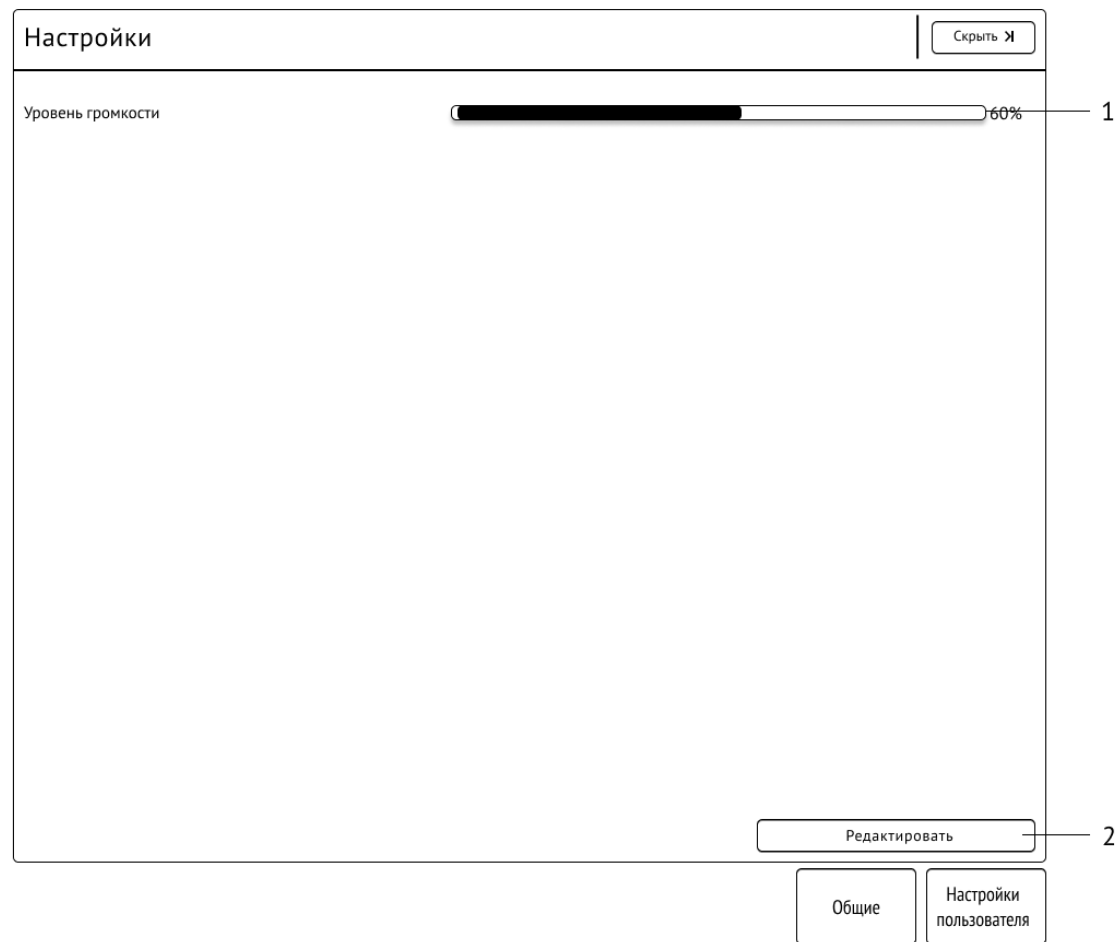 Настройки
Скрыть
Уровень громкости
60%
1
Редактировать
2
Общие
Настройки
пользователя